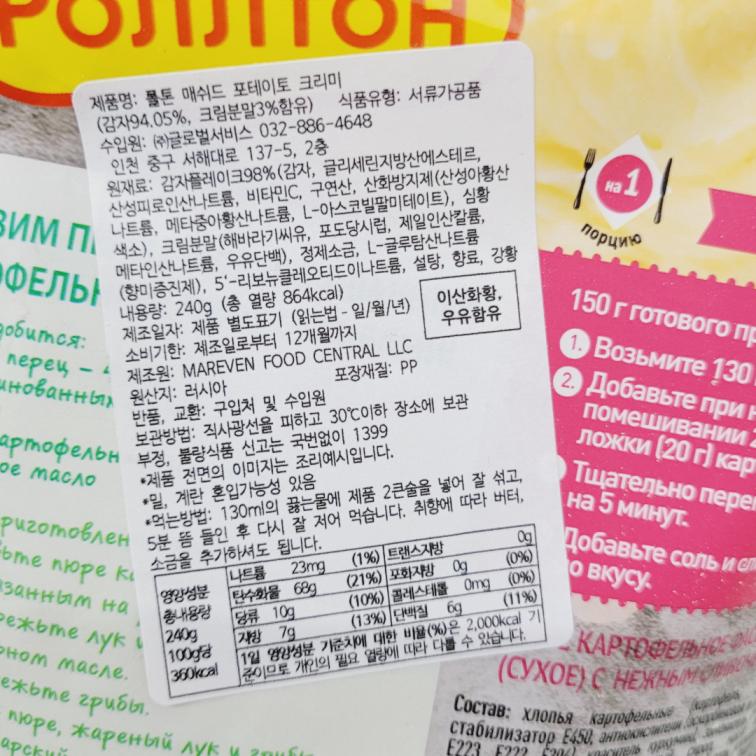 РОЛЛТОН
제품명: 롤톤 매쉬드 포테이토 크리미
(감자94.05%, 크림분말3%함유) 식품유형: 서류가공품
수입원: ㈜글로벌서비스 032-886-4648
인천 중구 서해대로 137-5, 2층
원재료: 감자플레이크98%(감자, 글리세린지방산에스테르,
산성피로인산나트륨, 비타민C, 구연산, 산화방지제(산성아황산
나트륨, 메타중아황산나트륨, L-아스코빌팔미테이트), 심황
색소), 크림분말(해바라기씨유, 포도당시럽, 제일인산칼륨,
메타인산나트륨, 우유단백), 정제소금, L-글루탐산나트륨
(향미증진제), 5'-리보뉴클레오티드이나트륨, 설탕, 향료, 강황
내용량: 240g (총 열량 864kcal)
제조일자: 제품 별도표기 (읽는법 - 일/월/년)
소비기한: 제조일로부터 12개월까지
이산화황,
우유함유
제조원: MAREVEN FOOD CENTRAL LLC
원산지: 러시아 포장재질: PP
반품, 교환: 구입처 및 수입원
보관방법: 직사광선을 피하고 30℃이하 장소에 보관
부정, 불량식품 신고는 국번없이 1399
*제품 전면의 이미지는 조리예시입니다.
*밀, 계란 혼입가능성 있음
*먹는방법: 130ml의 끓는물에 제품 2큰술을 넣어 잘 섞고,
5분 뜸 들인 후 다시 잘 저어 먹습니다. 취향에 따라 버터,
소금을 추가하셔도 됩니다.
영양성분
총내용량
240g
100g당
360kcal
나트륨 23mg (1%) 트랜스지방 0g
탄수화물 68g (21%) 포화지방 0g (0%)
당류 10g (10%) 콜레스테롤 0mg (0%)
지방 7g (13%) 단백질 6g (11%)
1일 영양성분 기준치에 대한 비율(%)은 2,000kcal 기
준이므로 개인의 필요 열량에 따라 다를 수 있습니다.
на 1
порцию
150 г готового
1. Возьмите 130
2. Добавьте при
помешивании
ложки (20 г)
Тщательно
на 5 минут.
Добавьте соль и
по вкусу.
КАРТОФЕЛЬНОЕ
(СУХОЕ) С НЕЖНЫМ
Состав: хлопья картофельные
стабилизатор E450,
E223
перец –
масло
на
лук
масле.
грибы.
пюре, жареный лук и